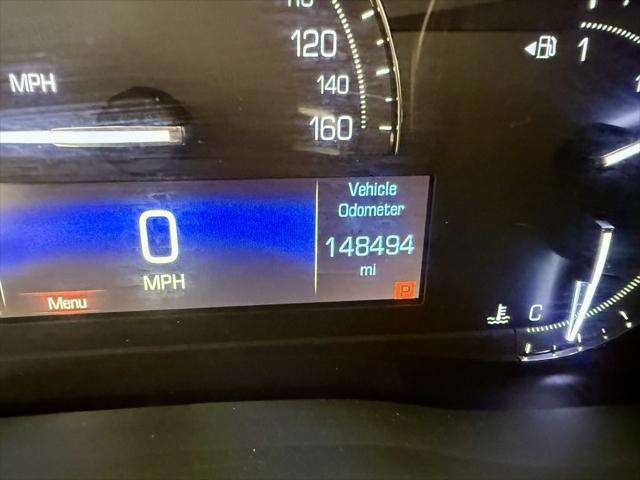 120
MPH
140
160
1
Vehicle
Odometer
0
148494
MPH
mi
Menu
P
C